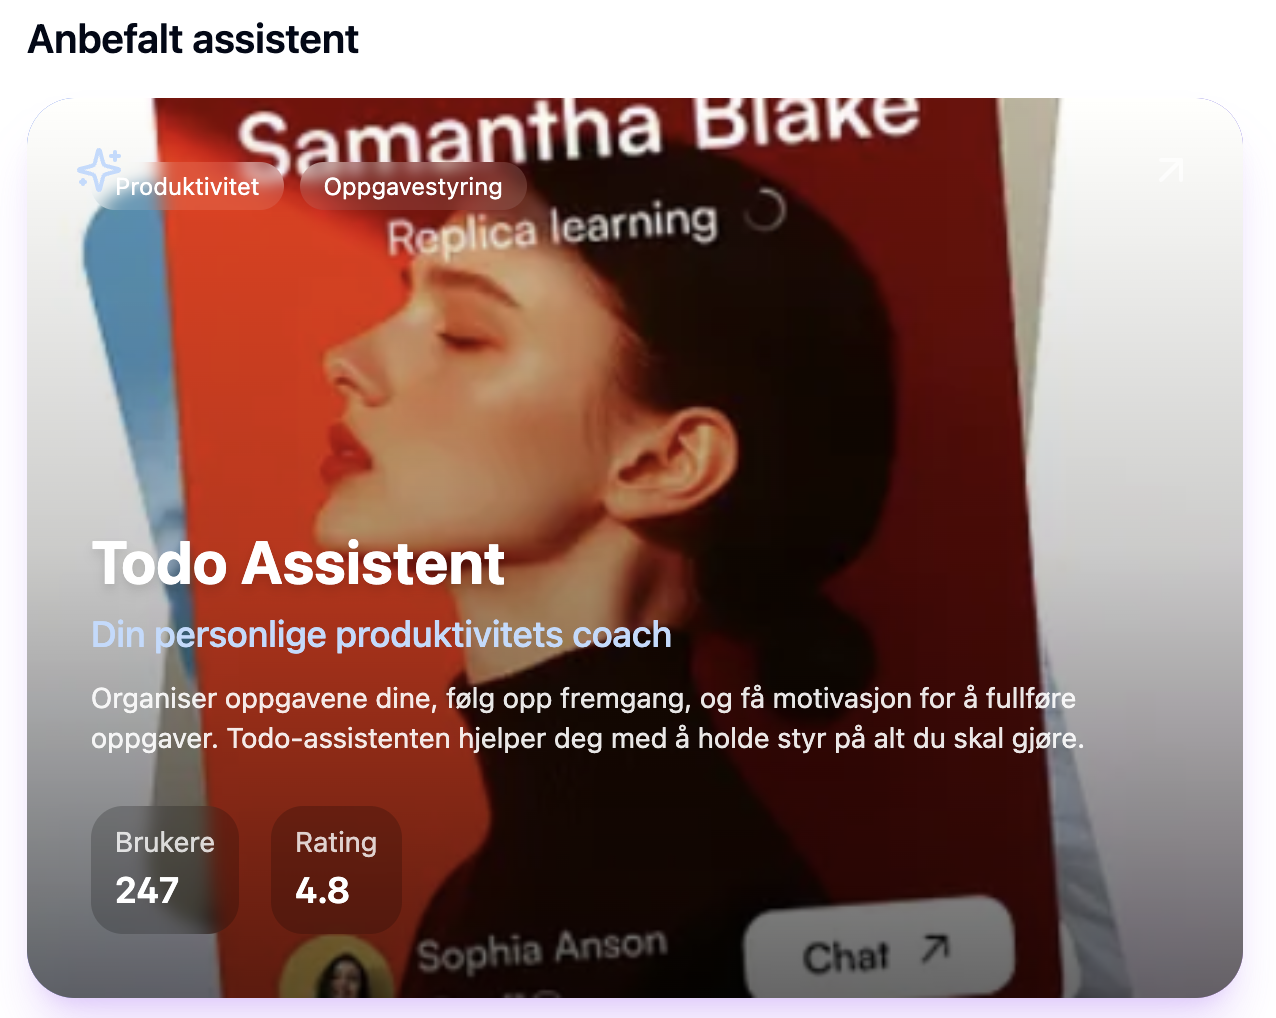 Anbefalt assistent
Samantha Blake
Produktivitet
Oppgavestyring
Replica learning
Todo Assistent
Din personlige produktivitets coach
Organiser oppgavene dine, følg opp fremgang, og få motivasjon for å fullføre
oppgaver. Todo-assistenten hjelper deg med å holde styr på alt du skal gjøre.
Brukere
247
Rating
4.8
Sophia Anson
Chat